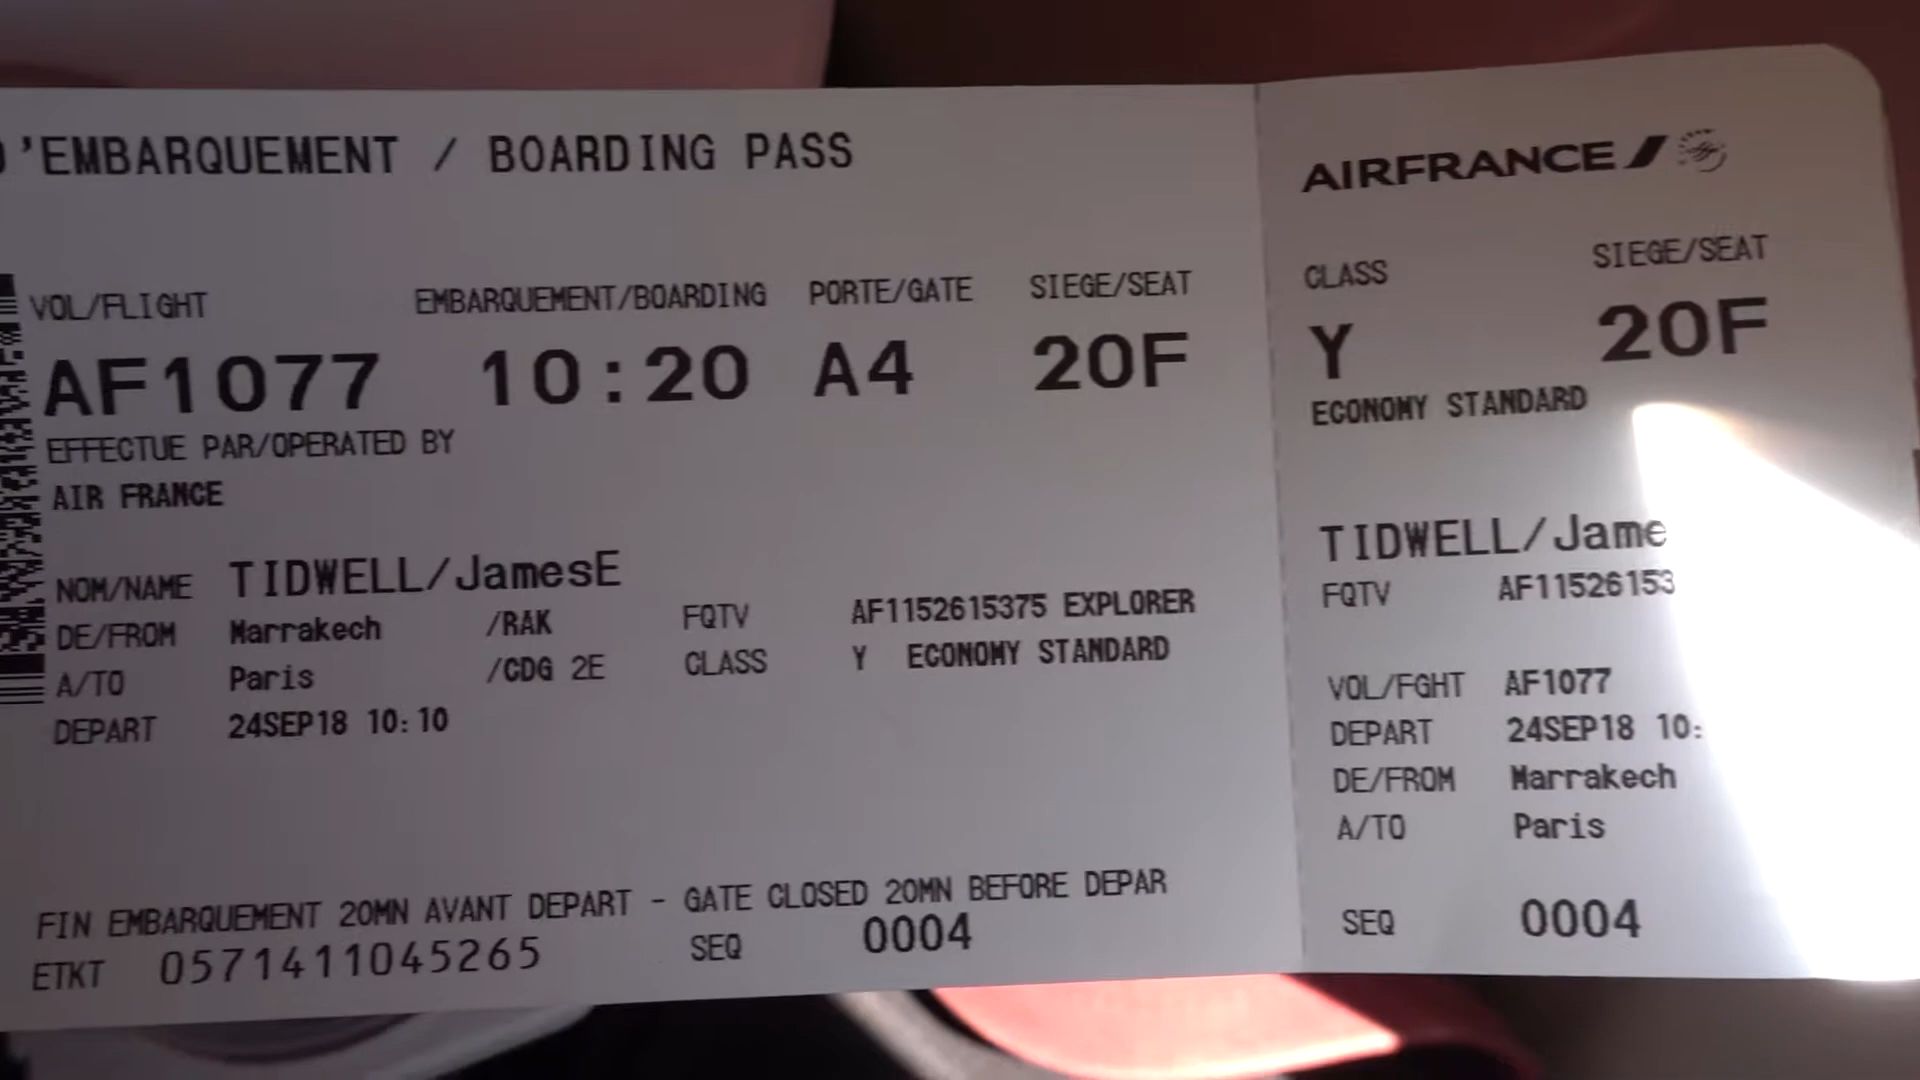 D'EMBARQUEMENT / BOARDING PASS
VOL/FLIGHT EMBARQUEMENT/BOARDING PORTE/GATE SIEGE/SEAT
AF1077 10:20 A4 20F
EFFECTUE PAR/OPERATED BY
AIR FRANCE
NOM/NAME TIDWELL/JamesE
DE/FROM Marrakech /RAK FQTV AF1152615375 EXPLORER
A/TO Paris /CDG 2E CLASS Y ECONOMY STANDARD
DEPART 24SEP18 10:10
FIN EMBARQUEMENT 20MN AVANT DEPART - GATE CLOSED 20MN BEFORE DEPAR
ETKT 0571411045265 SEQ 0004
AIRFRANCE
CLASS SIEGE/SEAT
Y 20F
ECONOMY STANDARD
TIDWELL/Jame
FQTV AF11526153
VOL/FGHT AF1077
DEPART 24SEP18 10:
DE/FROM Marrakech
A/TO Paris
SEQ 0004